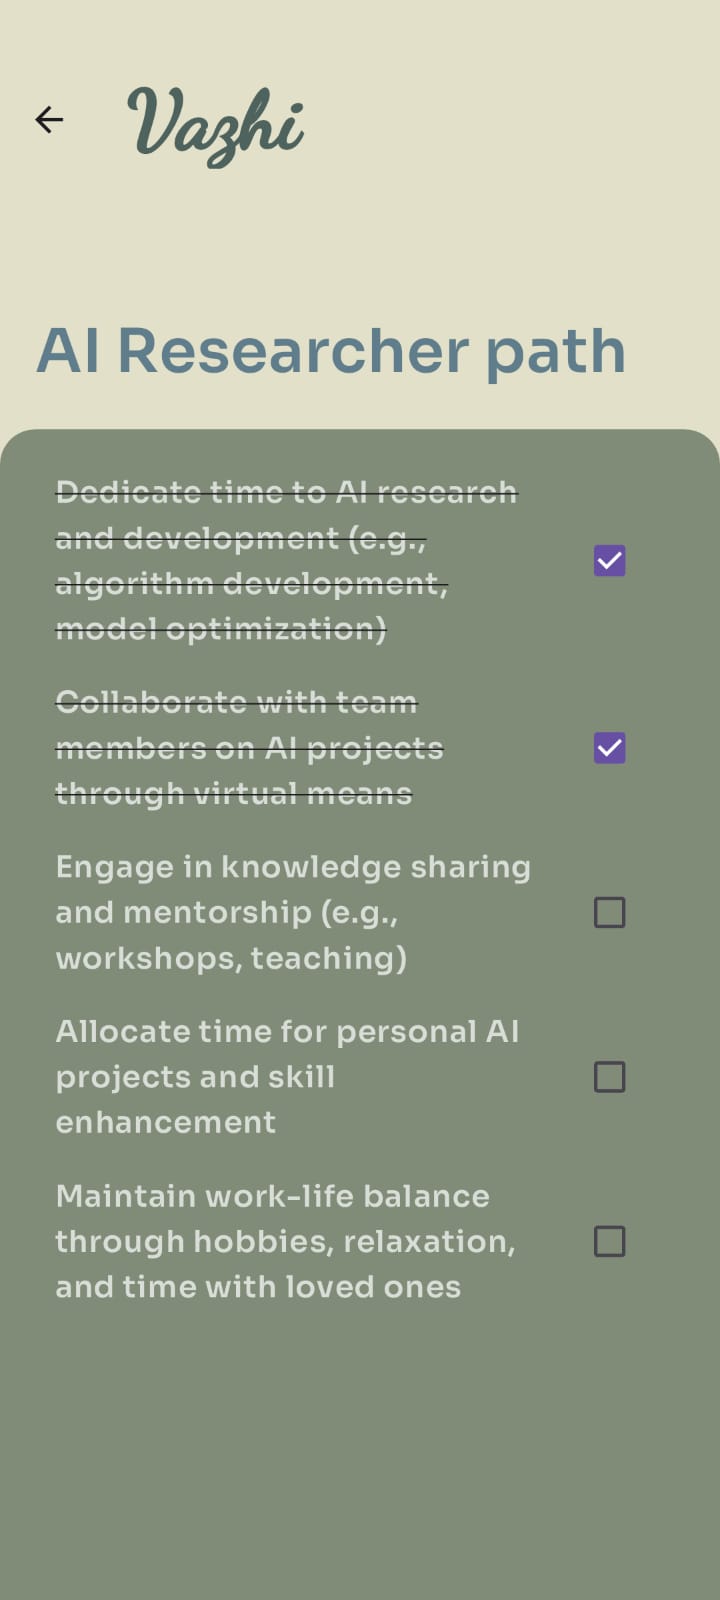 Vazhi
AI Researcher path
Dedicate time to AI research
and development (e.g.,
algorithm development,
model optimization)
Collaborate with team
members on AI projects
through virtual means
Engage in knowledge sharing
and mentorship (e.g.,
workshops, teaching)
Allocate time for personal AI
projects and skill
enhancement
Maintain work-life balance
through hobbies, relaxation,
and time with loved ones